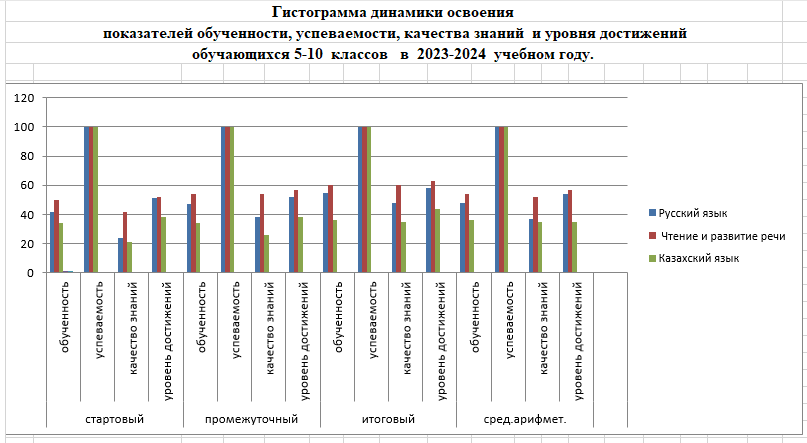 Гистограмма динамики освоения
показателей обученности, успеваемости, качества знаний и уровня достижений
обучающихся 5-10 классов в 2023-2024 учебном году.
120
100
80
60
40
20
0
обученность
успеваемость
качество знаний
уровень достижений
обученность
успеваемость
качество знаний
уровень достижений
обученность
успеваемость
качество знаний
уровень достижений
обученность
успеваемость
качество знаний
уровень достижений
стартовый
промежуточный
итоговый
сред.арифмет.
Русский язык
Чтение и развитие речи
Казахский язык